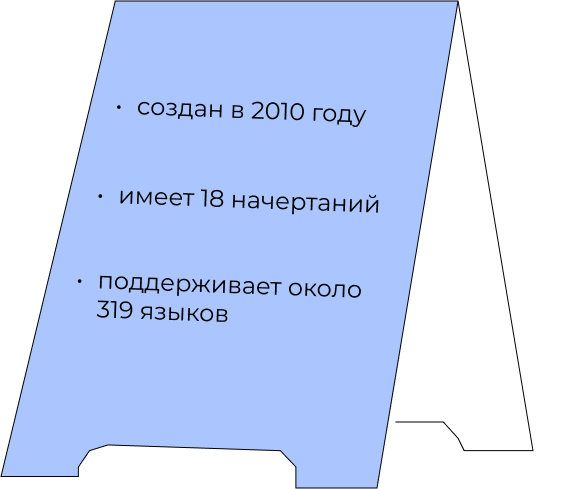 • создан в 2010 году
• имеет 18 начертаний
• поддерживает около
319 языков